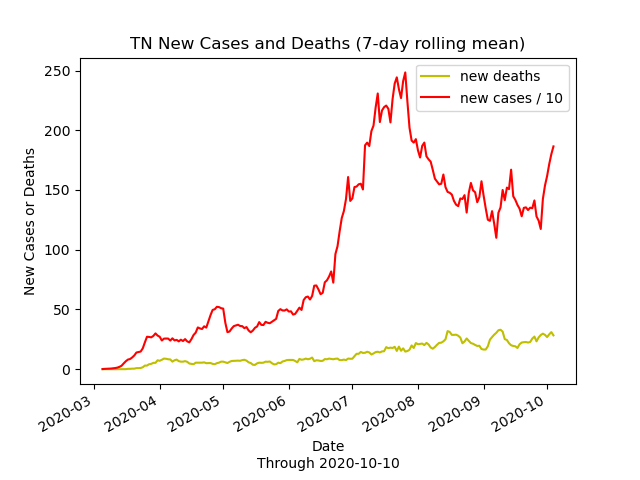 TN New Cases and Deaths (7-day rolling mean)
new deaths
new cases / 10
250
200
150
100
50
0
New Cases or Deaths
2020-03
2020-04
2020-05
2020-06
2020-07
2020-08
2020-09
2020-10
Date
Through 2020-10-10